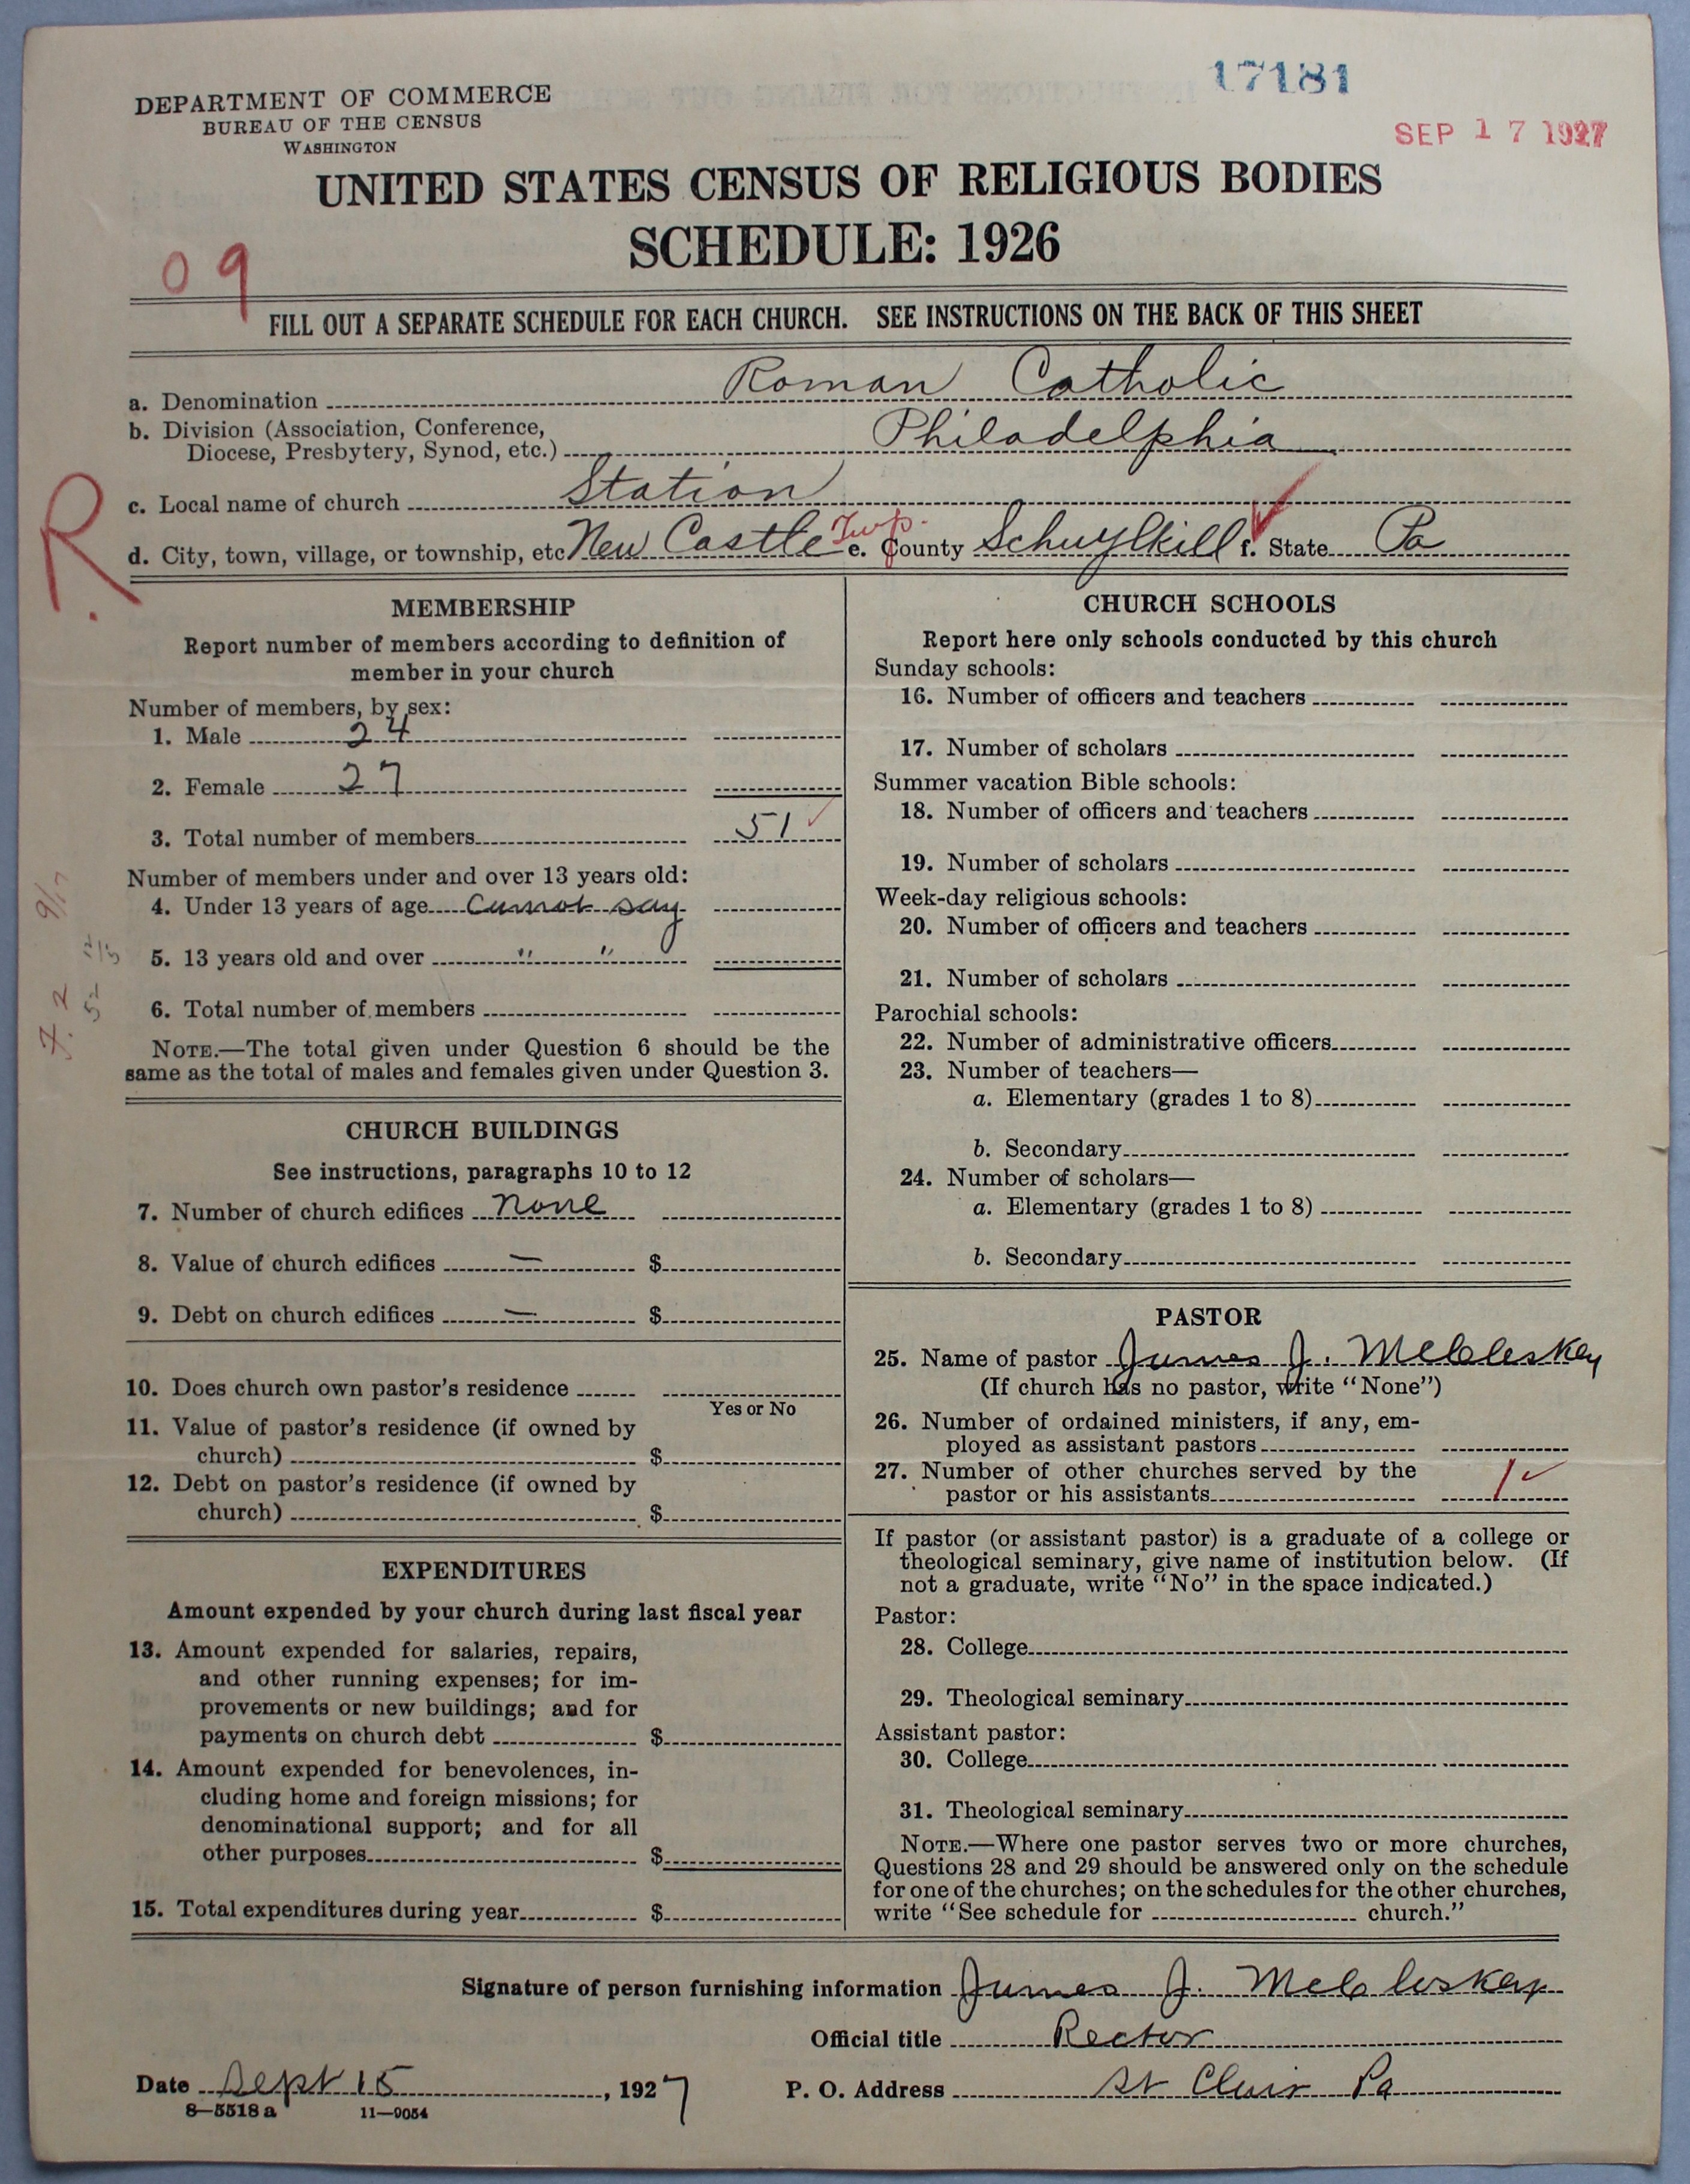 17181
DEPARTMENT OF COMMERCE
BUREAU OF THE CENSUS
WASHINGTON
SEP 17 1927
UNITED STATES CENSUS OF RELIGIOUS BODIES
SCHEDULE: 1926
09
FILL OUT A SEPARATE SCHEDULE FOR EACH CHURCH. SEE INSTRUCTIONS ON THE BACK OF THIS SHEET
a. Denomination Roman Catholic
b. Division (Association, Conference,
Diocese, Presbytery, Synod, etc.) Philadelphia
R.
c. Local name of church Station
d. City, town, village, or township, etc New Castle Twp. e. County Schuylkill f. State Pa
MEMBERSHIP
Report number of members according to definition of
member in your church
Number of members, by sex:
1. Male 24
2. Female 27
3. Total number of members 51
Number of members under and over 13 years old:
4. Under 13 years of age Cannot say
5. 13 years old and over " "
6. Total number of members
NOTE.—The total given under Question 6 should be the
same as the total of males and females given under Question 3.
CHURCH BUILDINGS
See instructions, paragraphs 10 to 12
7. Number of church edifices none
8. Value of church edifices — $
9. Debt on church edifices — $
10. Does church own pastor's residence
Yes or No
11. Value of pastor's residence (if owned by
church) $
12. Debt on pastor's residence (if owned by
church) $
EXPENDITURES
Amount expended by your church during last fiscal year
13. Amount expended for salaries, repairs,
and other running expenses; for im-
provements or new buildings; and for
payments on church debt $
14. Amount expended for benevolences, in-
cluding home and foreign missions; for
denominational support; and for all
other purposes $
15. Total expenditures during year $
CHURCH SCHOOLS
Report here only schools conducted by this church
Sunday schools:
16. Number of officers and teachers
17. Number of scholars
Summer vacation Bible schools:
18. Number of officers and teachers
19. Number of scholars
Week-day religious schools:
20. Number of officers and teachers
21. Number of scholars
Parochial schools:
22. Number of administrative officers
23. Number of teachers—
a. Elementary (grades 1 to 8)
b. Secondary
24. Number of scholars—
a. Elementary (grades 1 to 8)
b. Secondary
PASTOR
25. Name of pastor James J. McCloskey
(If church has no pastor, write "None")
26. Number of ordained ministers, if any, em-
ployed as assistant pastors
27. Number of other churches served by the
pastor or his assistants 1
If pastor (or assistant pastor) is a graduate of a college or
theological seminary, give name of institution below. (If
not a graduate, write "No" in the space indicated.)
Pastor:
28. College
29. Theological seminary
Assistant pastor:
30. College
31. Theological seminary
NOTE.—Where one pastor serves two or more churches,
Questions 28 and 29 should be answered only on the schedule
for one of the churches; on the schedules for the other churches,
write "See schedule for church."
Signature of person furnishing information James J. McCloskey
Official title Rector
Date Sept 15, 1927 P. O. Address St Clair Pa
8—5518 a 11—9054